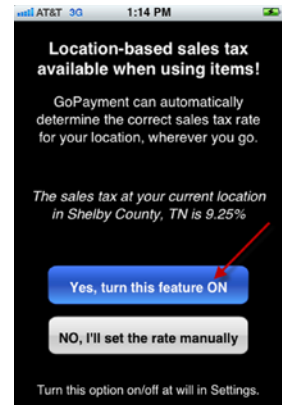 AT&T 3G 1:14 PM
Location-based sales tax
available when using items!
GoPayment can automatically
determine the correct sales tax rate
for your location, wherever you go.
The sales tax at your current location
in Shelby County, TN is 9.25%
Yes, turn this feature ON
NO, I'll set the rate manually
Turn this option on/off at will in Settings.